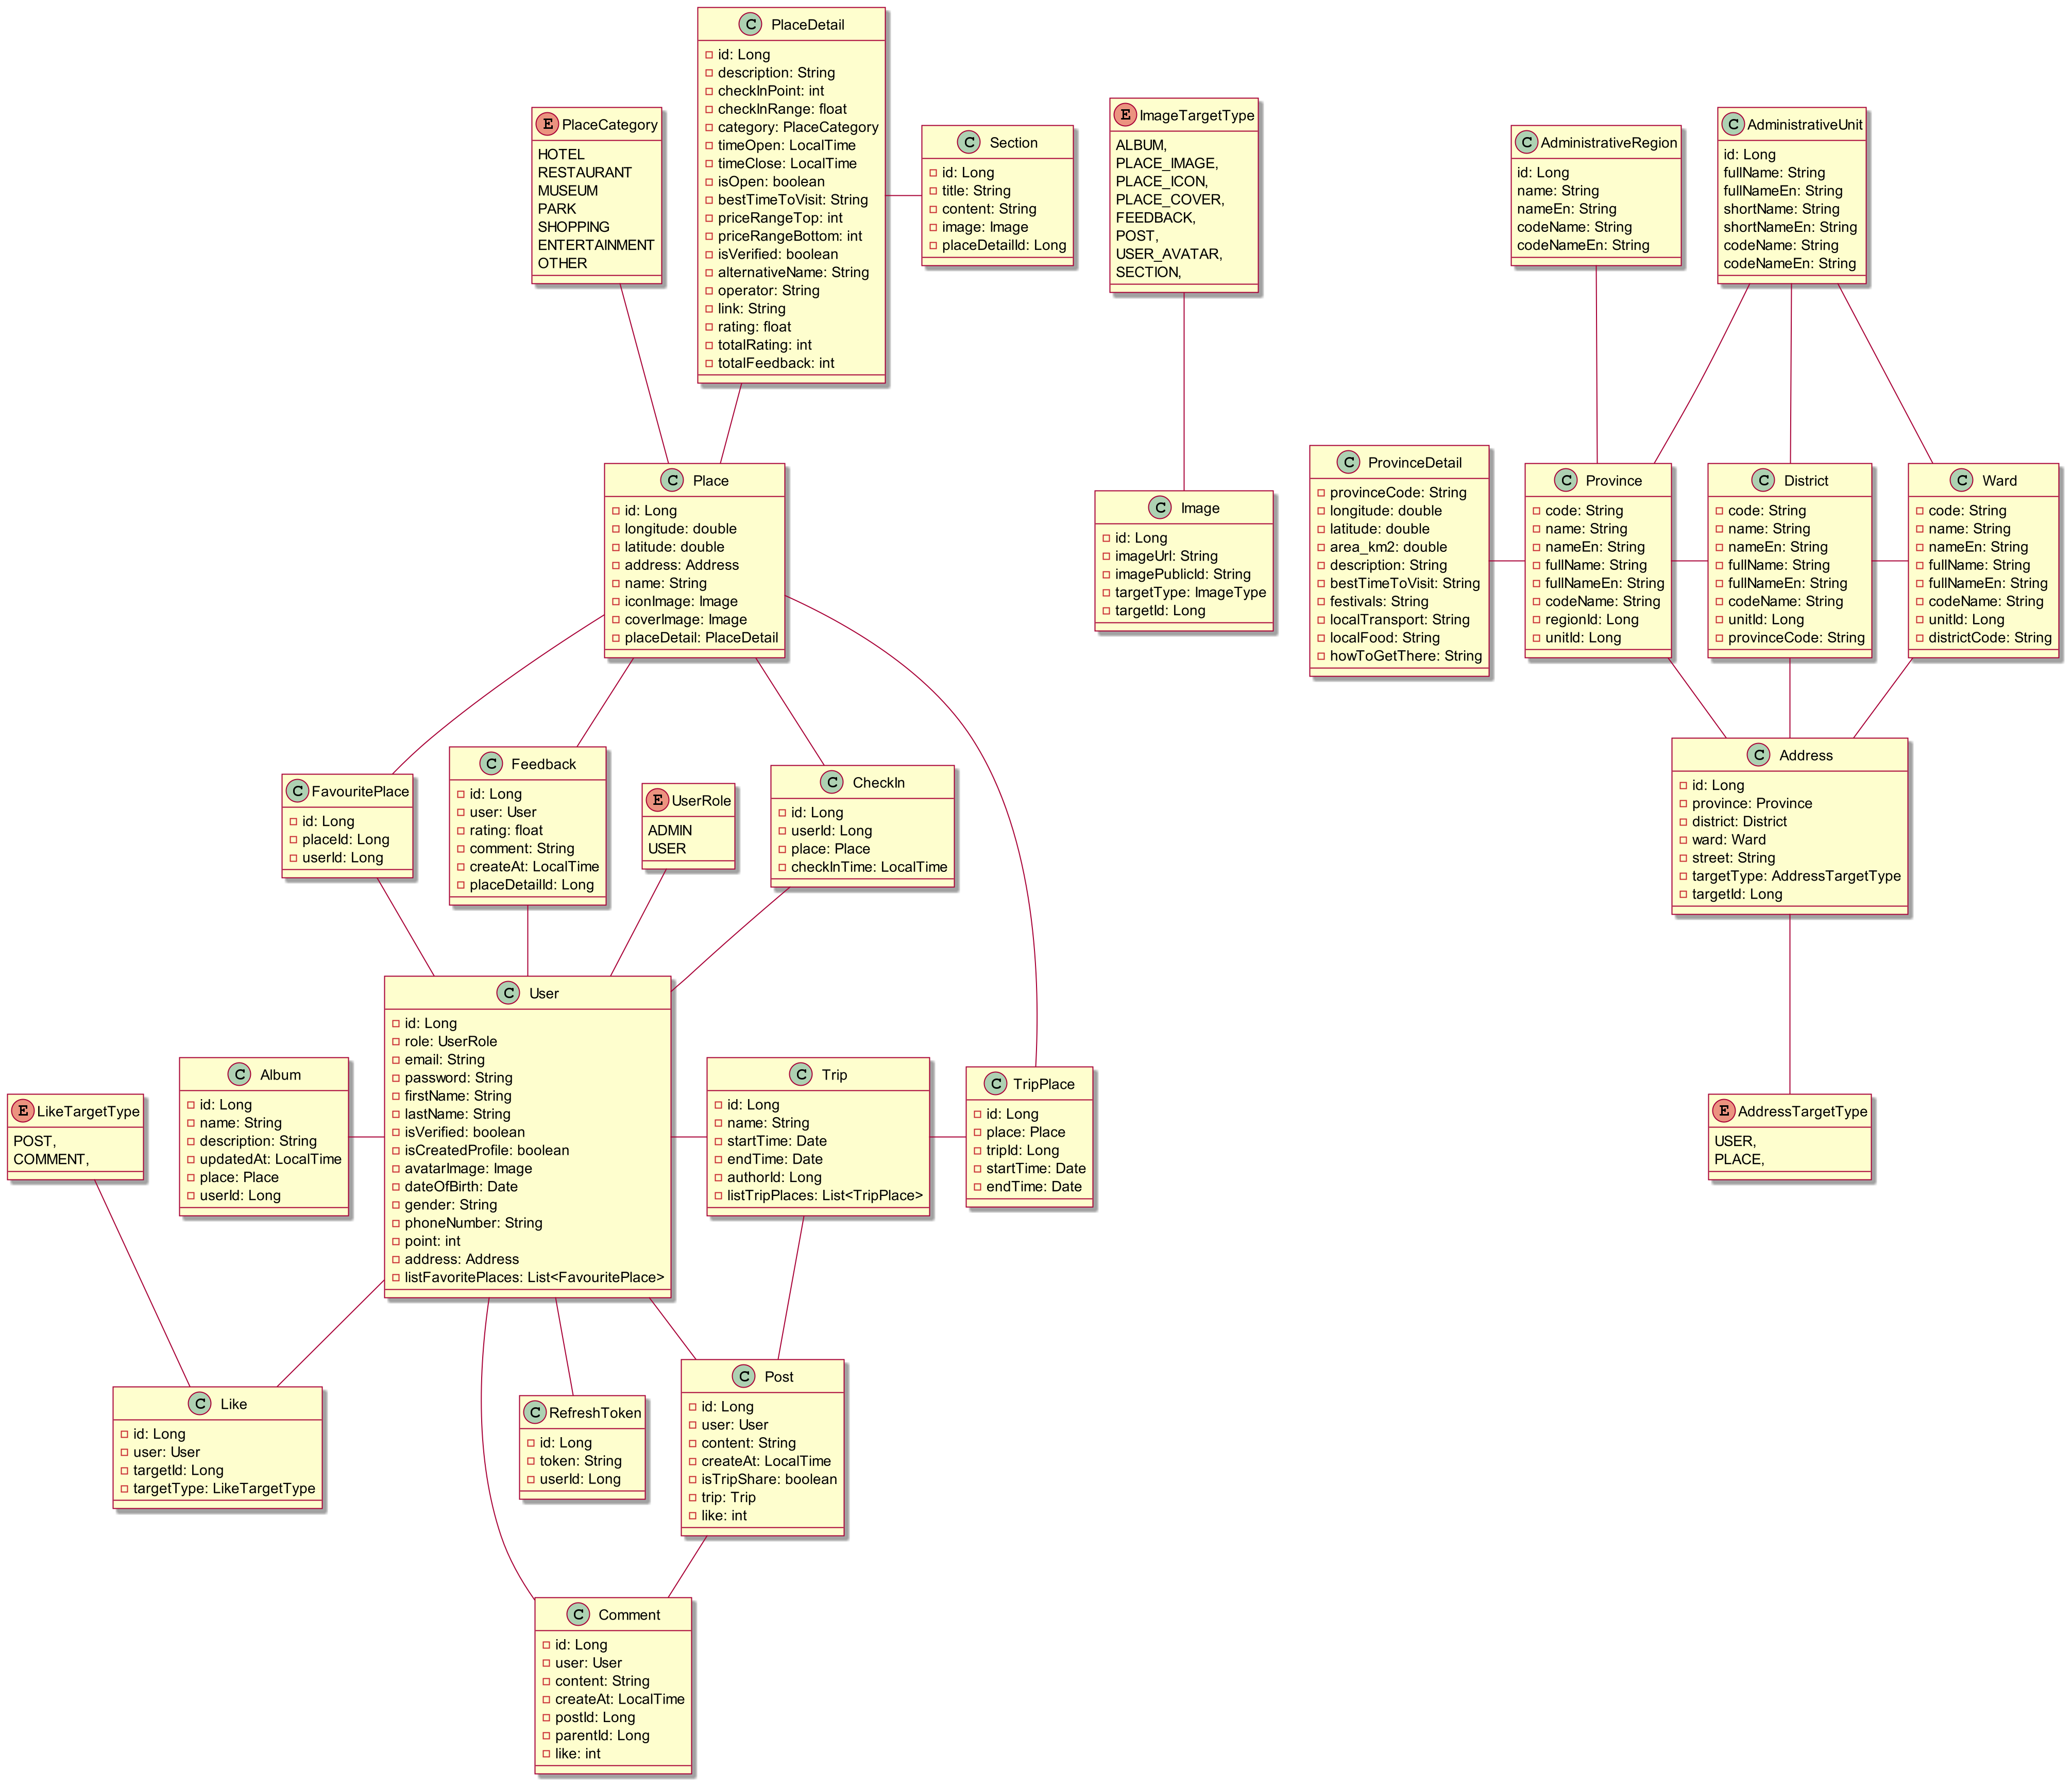 PlaceDetail
id: Long
description: String
checkInPoint: int
checkInRange: float
category: PlaceCategory
timeOpen: LocalTime
timeClose: LocalTime
isOpen: boolean
bestTimeToVisit: String
priceRangeTop: int
priceRangeBottom: int
isVerified: boolean
alternativeName: String
operator: String
link: String
rating: float
totalRating: int
totalFeedback: int
PlaceCategory
HOTEL
RESTAURANT
MUSEUM
PARK
SHOPPING
ENTERTAINMENT
OTHER
Section
id: Long
title: String
content: String
image: Image
placeDetailId: Long
ImageTargetType
ALBUM,
PLACE_IMAGE,
PLACE_ICON,
PLACE_COVER,
FEEDBACK,
POST,
USER_AVATAR,
SECTION,
AdministrativeRegion
id: Long
name: String
nameEn: String
codeName: String
codeNameEn: String
AdministrativeUnit
id: Long
fullName: String
fullNameEn: String
shortName: String
shortNameEn: String
codeName: String
codeNameEn: String
Place
id: Long
longitude: double
latitude: double
address: Address
name: String
iconImage: Image
coverImage: Image
placeDetail: PlaceDetail
Image
id: Long
imageUrl: String
imagePublicId: String
targetType: ImageType
targetId: Long
ProvinceDetail
provinceCode: String
longitude: double
latitude: double
area_km2: double
description: String
bestTimeToVisit: String
festivals: String
localTransport: String
localFood: String
howToGetThere: String
Province
code: String
name: String
nameEn: String
fullName: String
fullNameEn: String
codeName: String
regionId: Long
unitId: Long
District
code: String
name: String
nameEn: String
fullName: String
fullNameEn: String
codeName: String
unitId: Long
provinceCode: String
Ward
code: String
name: String
nameEn: String
fullName: String
fullNameEn: String
codeName: String
unitId: Long
districtCode: String
FavouritePlace
id: Long
placeId: Long
userId: Long
Feedback
id: Long
user: User
rating: float
comment: String
createAt: LocalTime
placeDetailId: Long
UserRole
ADMIN
USER
CheckIn
id: Long
userId: Long
place: Place
checkInTime: LocalTime
Address
id: Long
province: Province
district: District
ward: Ward
street: String
targetType: AddressTargetType
targetId: Long
LikeTargetType
POST,
COMMENT,
Album
id: Long
name: String
description: String
updatedAt: LocalTime
place: Place
userId: Long
User
id: Long
role: UserRole
email: String
password: String
firstName: String
lastName: String
isVerified: boolean
isCreatedProfile: boolean
avatarImage: Image
dateOfBirth: Date
gender: String
phoneNumber: String
point: int
address: Address
listFavoritePlaces: List<FavouritePlace>
Trip
id: Long
name: String
startTime: Date
endTime: Date
authorId: Long
listTripPlaces: List<TripPlace>
TripPlace
id: Long
place: Place
tripId: Long
startTime: Date
endTime: Date
AddressTargetType
USER,
PLACE,
Like
id: Long
user: User
targetId: Long
targetType: LikeTargetType
RefreshToken
id: Long
token: String
userId: Long
Post
id: Long
user: User
content: String
createAt: LocalTime
isTripShare: boolean
trip: Trip
like: int
Comment
id: Long
user: User
content: String
createAt: LocalTime
postId: Long
parentId: Long
like: int